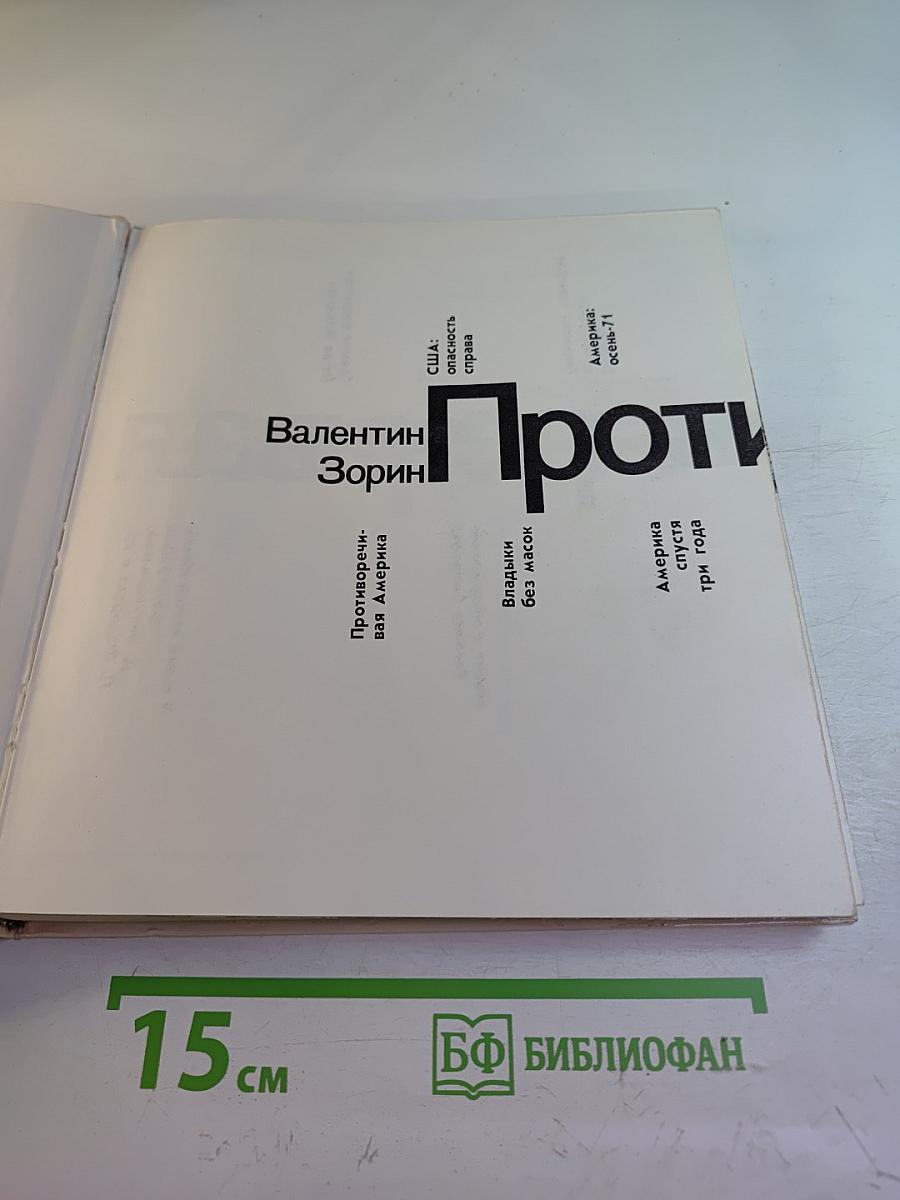 США:
опасность
справа
Америка:
осень-71
Валентин
Зорин
Проти
Противоречи-
вая Америка
Владыки
без масок
Америка
спустя
три года
15 см
БФ БИБЛИОФАН